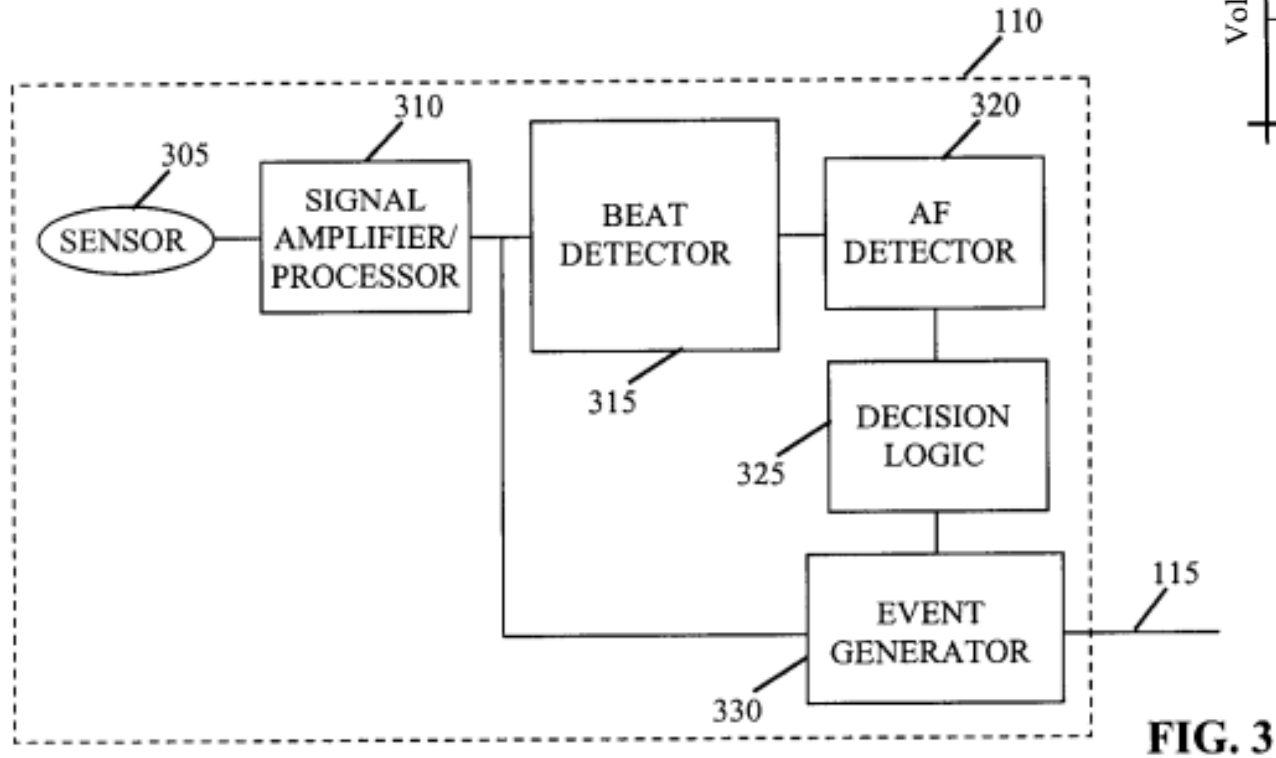 110
310
320
305
SENSOR
SIGNAL
AMPLIFIER/
PROCESSOR
BEAT
DETECTOR
AF
DETECTOR
315
DECISION
LOGIC
325
EVENT
GENERATOR
330
115
FIG. 3
Vol